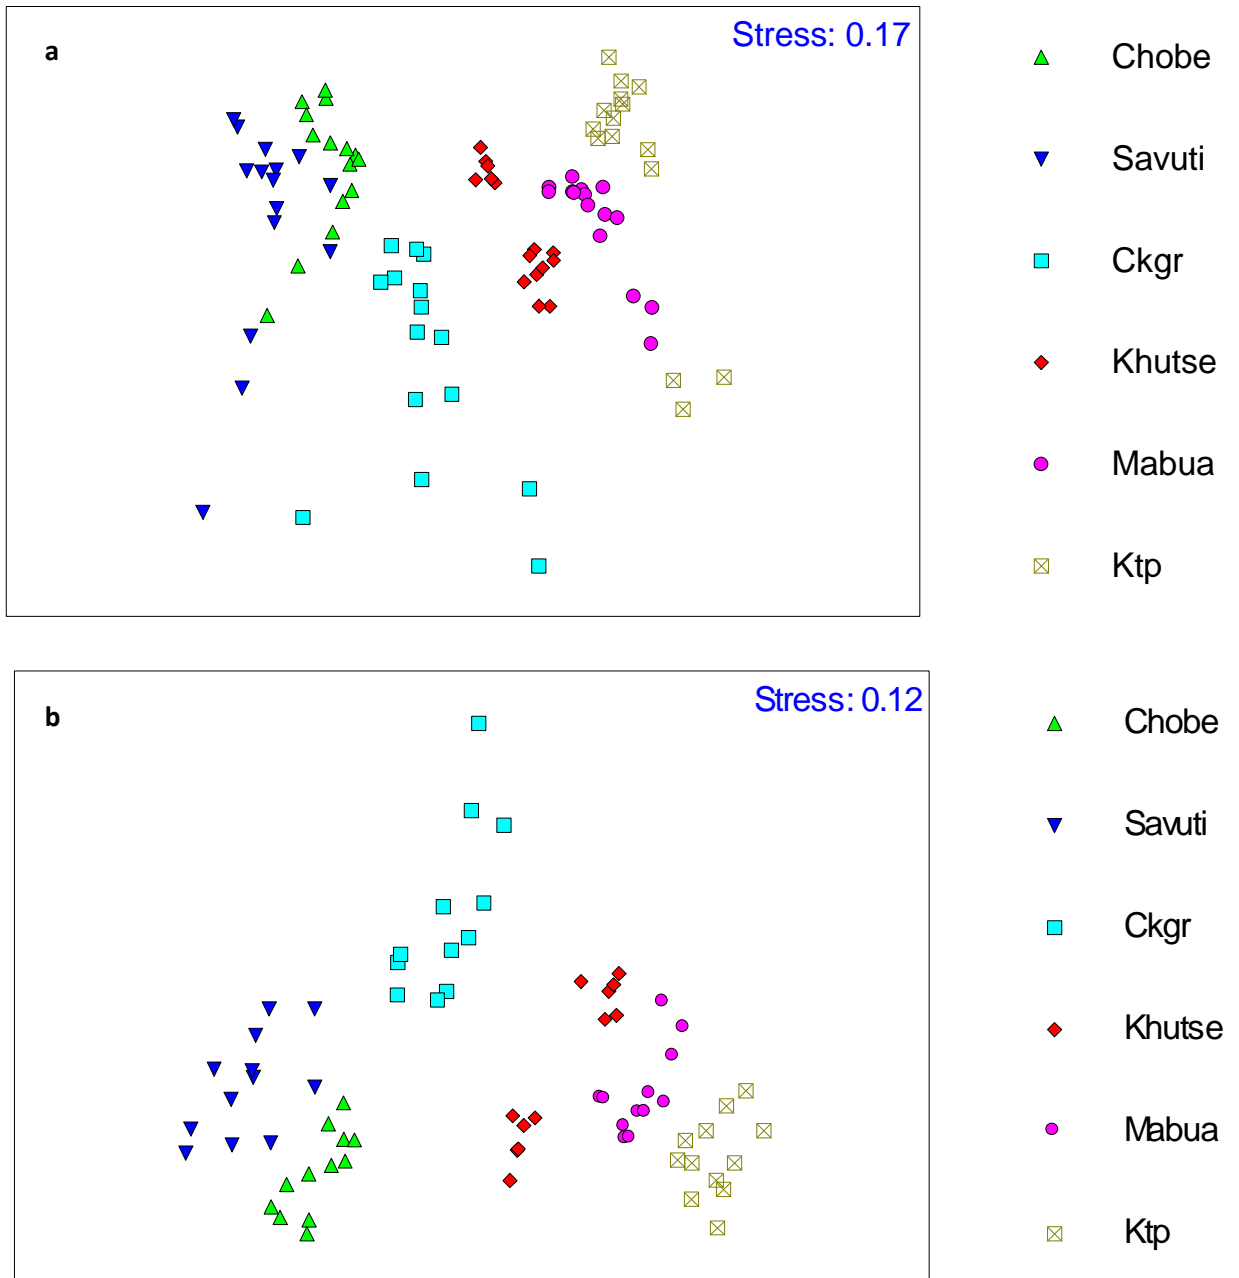 a
Stress: 0.17
Chobe
Savuti
Ckgr
Khutse
Mabua
Ktp
b
Stress: 0.12
Chobe
Savuti
Ckgr
Khutse
Mabua
Ktp